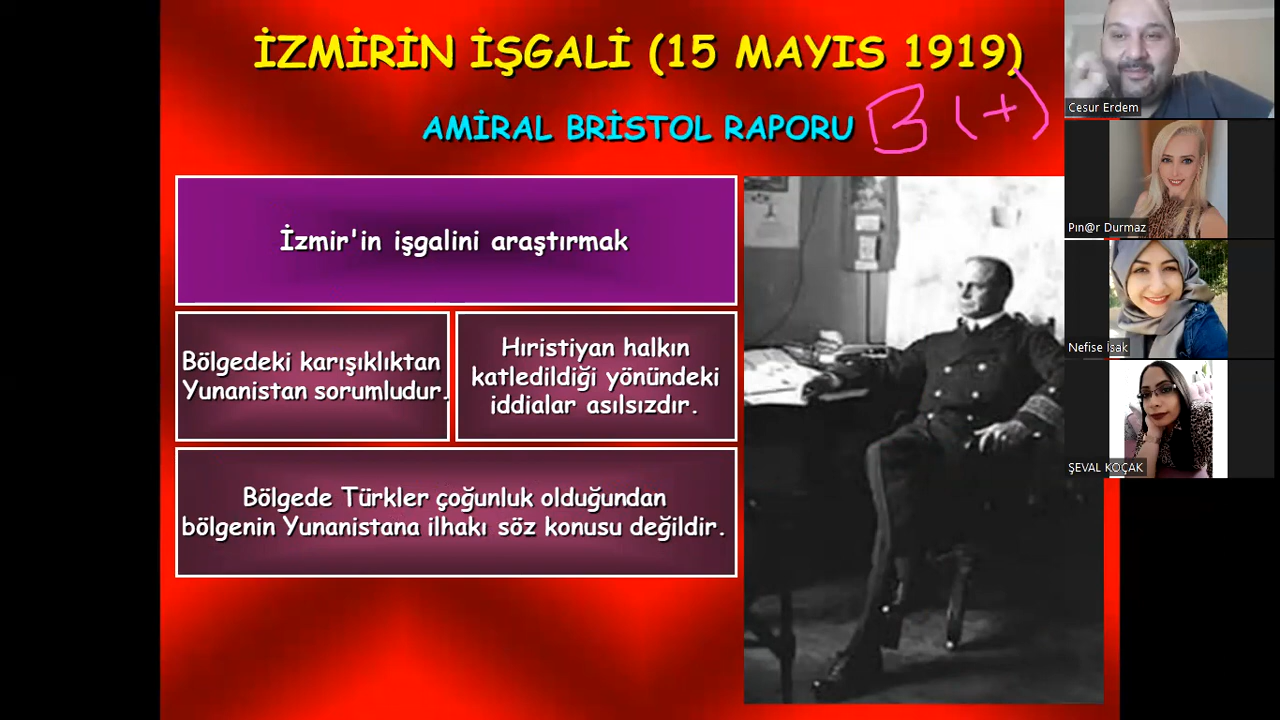 İZMİRİN İŞGALİ (15 MAYIS 1919)
AMİRAL BRİSTOL RAPORU B (+)
İzmir'in işgalini araştırmak
Bölgedeki karışıklıktan
Yunanistan sorumludur.
Hıristiyan halkın
katledildiği yönündeki
iddialar asılsızdır.
Bölgede Türkler çoğunluk olduğundan
bölgenin Yunanistana ilhakı söz konusu değildir.
Cesur Erdem
Pın@r Durmaz
Nefise İsak
ŞEVAL KOÇAK